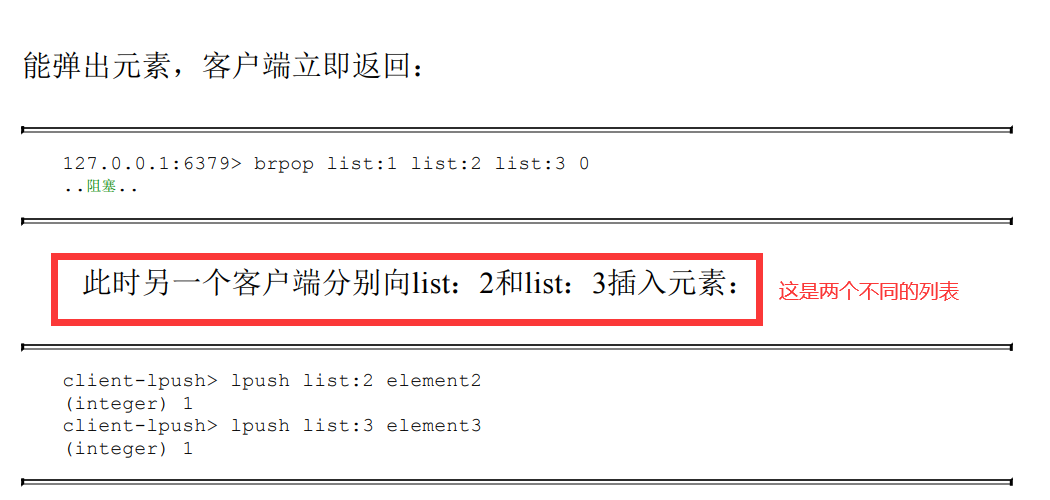 能弹出元素，客户端立即返回：
127.0.0.1:6379> brpop list:1 list:2 list:3 0
..阻塞..
此时另一个客户端分别向list：2和list：3插入元素：
这是两个不同的列表
client-lpush> lpush list:2 element2
(integer) 1
client-lpush> lpush list:3 element3
(integer) 1